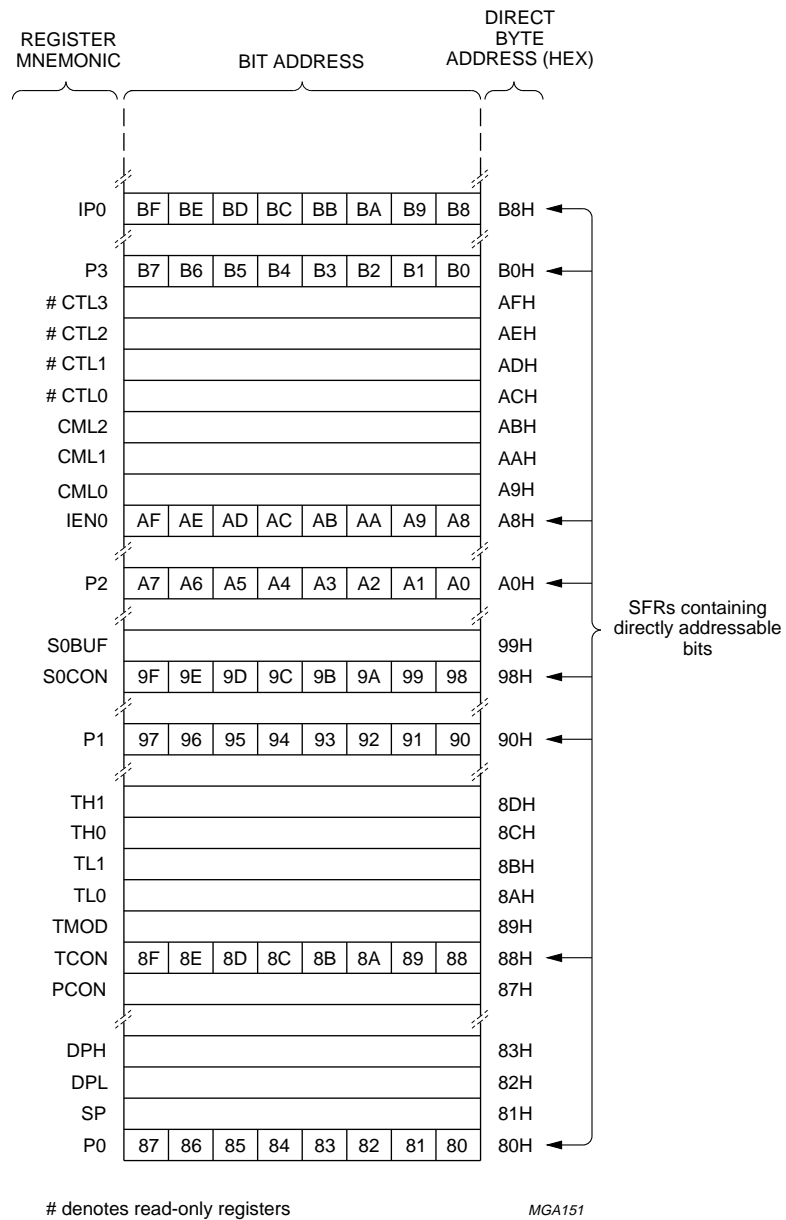 REGISTER MNEMONIC BIT ADDRESS DIRECT BYTE ADDRESS (HEX)
IP0 BF BE BD BC BB BA B9 B8 B8H
P3 B7 B6 B5 B4 B3 B2 B1 B0 B0H
# CTL3 AFH
# CTL2 AEH
# CTL1 ADH
# CTL0 ACH
CML2 ABH
CML1 AAH
CML0 A9H
IEN0 AF AE AD AC AB AA A9 A8 A8H
P2 A7 A6 A5 A4 A3 A2 A1 A0 A0H
SFRs containing
directly addressable
bits
S0BUF 99H
S0CON 9F 9E 9D 9C 9B 9A 99 98 98H
P1 97 96 95 94 93 92 91 90 90H
TH1 8DH
TH0 8CH
TL1 8BH
TL0 8AH
TMOD 89H
TCON 8F 8E 8D 8C 8B 8A 89 88 88H
PCON 87H
DPH 83H
DPL 82H
SP 81H
P0 87 86 85 84 83 82 81 80 80H
# denotes read-only registers MGA151